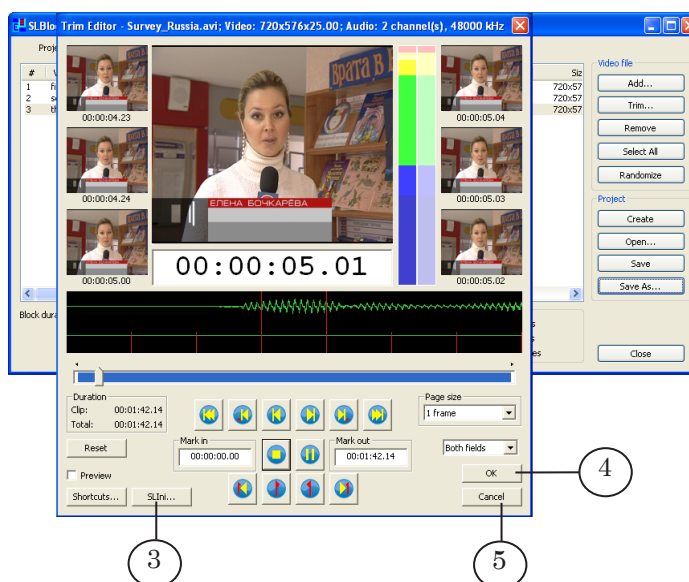 SLBlo
Trim Editor - Survey_Russia.avi; Video: 720x576x25.00; Audio: 2 channel(s), 48000 kHz
Proje
# V
Siz
1 fi
720x57
2 se
720x57
3 th
720x57
Video file
Add...
Trim...
Remove
Select All
Randomize
Project
Create
Open...
Save
Save As...
Close
Block dura
s
s
es
00:00:04.23
00:00:04.24
00:00:05.00
Врата в
ЕЛЕНА БОЧКАРЁВА
00:00:05.01
00:00:05.04
00:00:05.03
00:00:05.02
Duration
Clip: 00:01:42.14
Total: 00:01:42.14
Page size
1 frame
Reset
Mark in
00:00:00.00
Mark out
00:01:42.14
Both fields
Preview
OK
Shortcuts...
SLIni...
Cancel
3
4
5